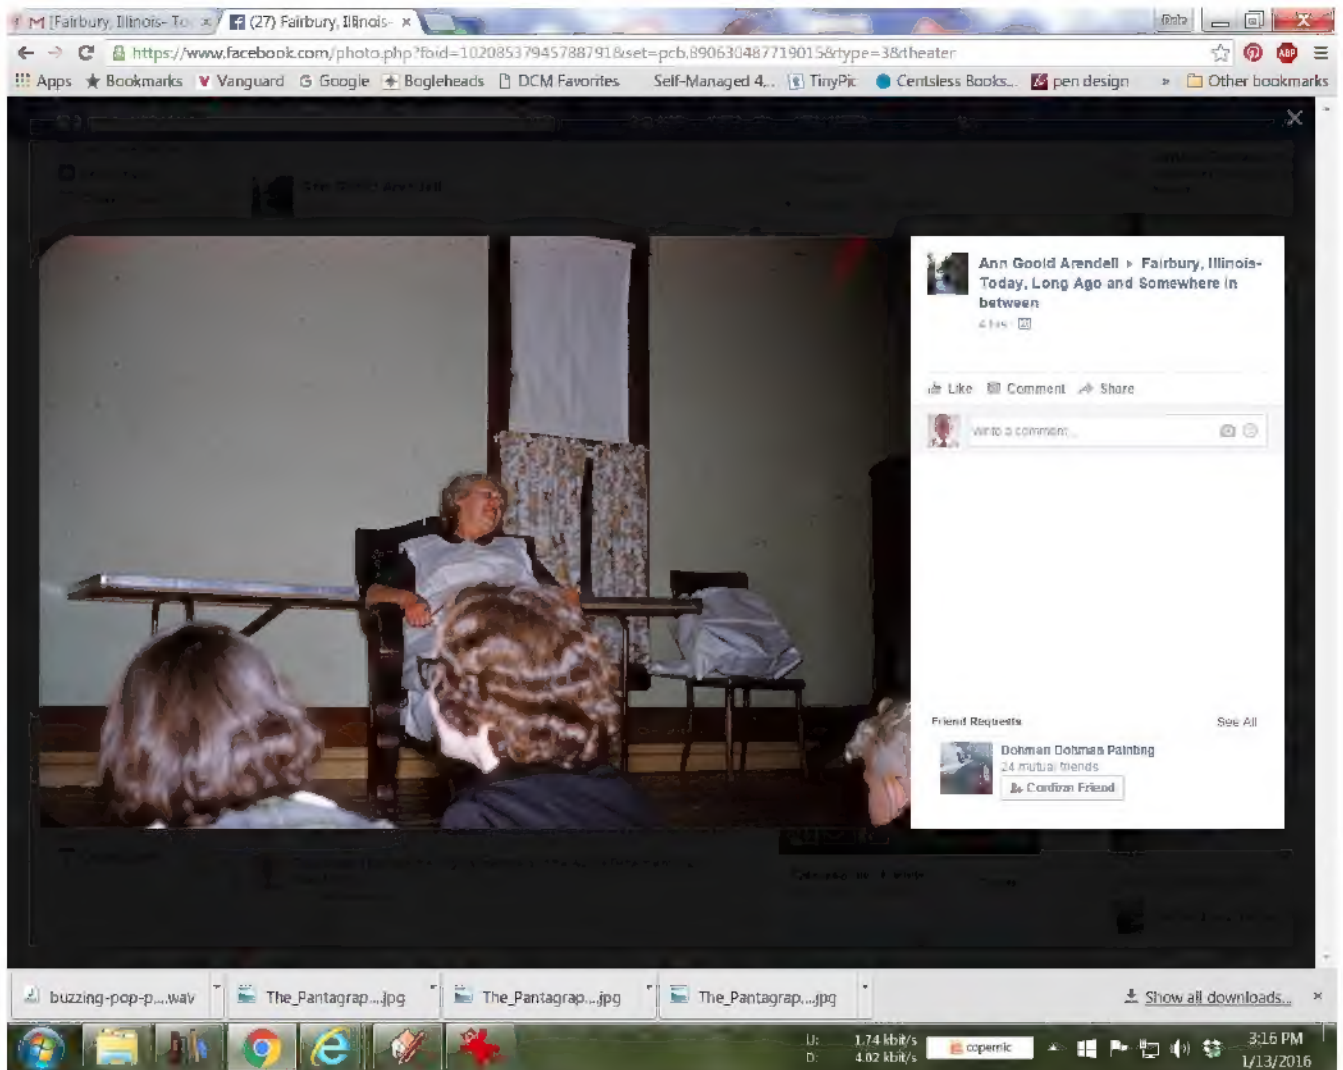 [Fairbury, Illinois- To
(27) Fairbury, Illinois-
https://www.facebook.com/photo.php?fbid=10208537945788791&set=pcb.890630487719015&type=3&theater
Apps Bookmarks Vanguard Google Bogleheads DCM Favorites Self-Managed 4... TinyPic Centsless Books... pen design » Other bookmarks
ABP
Ann Goold Arendell
Ann Goold Arendell ▸ Fairbury, Illinois-
Today, Long Ago and Somewhere in
between
Like Comment Share
Write a comment...
Friend Requests See All
Dohman Dohman Painting
24 mutual friends
Confirm Friend
buzzing-pop-p....wav The_Pantagrap....jpg The_Pantagrap....jpg The_Pantagrap....jpg Show all downloads...
U: 1.74 kbit/s
D: 4.02 kbit/s
copernic
3:16 PM
1/13/2016